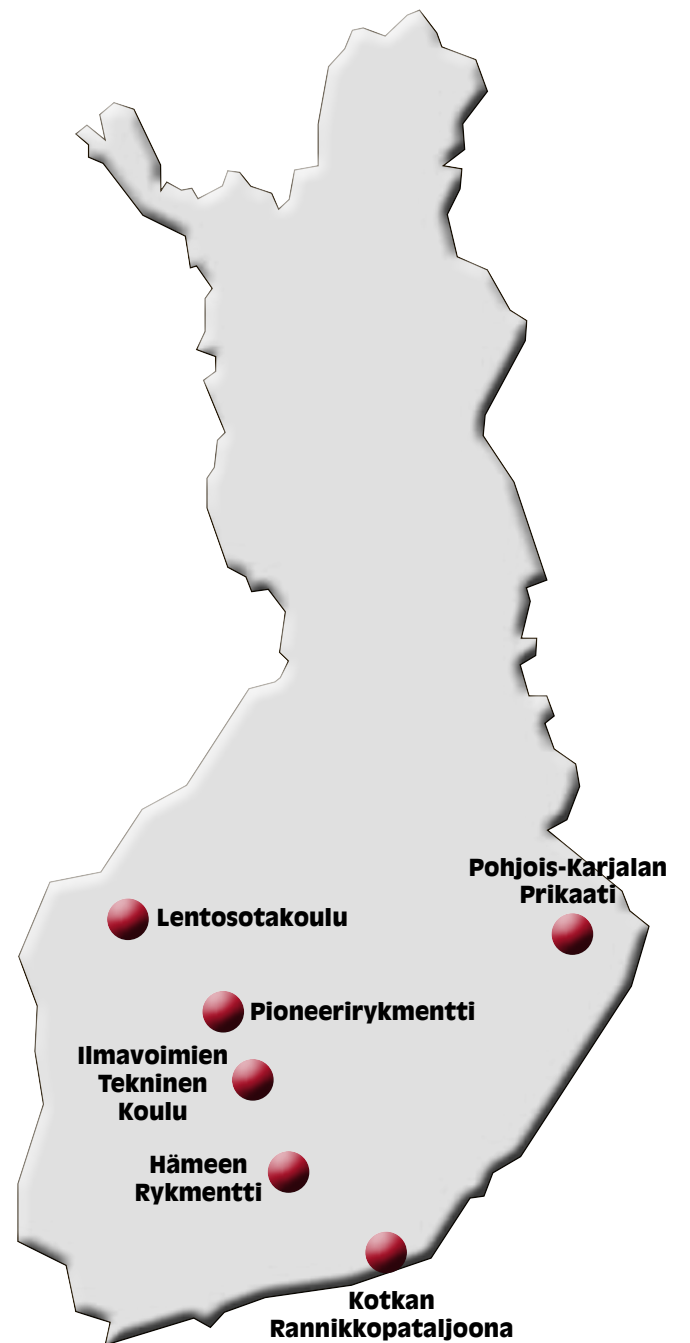 Pohjois-Karjalan
Prikaati
Lentosotakoulu
Pioneerirykmentti
Ilmavoimien
Tekninen
Koulu
Hämeen
Rykmentti
Kotkan
Rannikkopataljoona